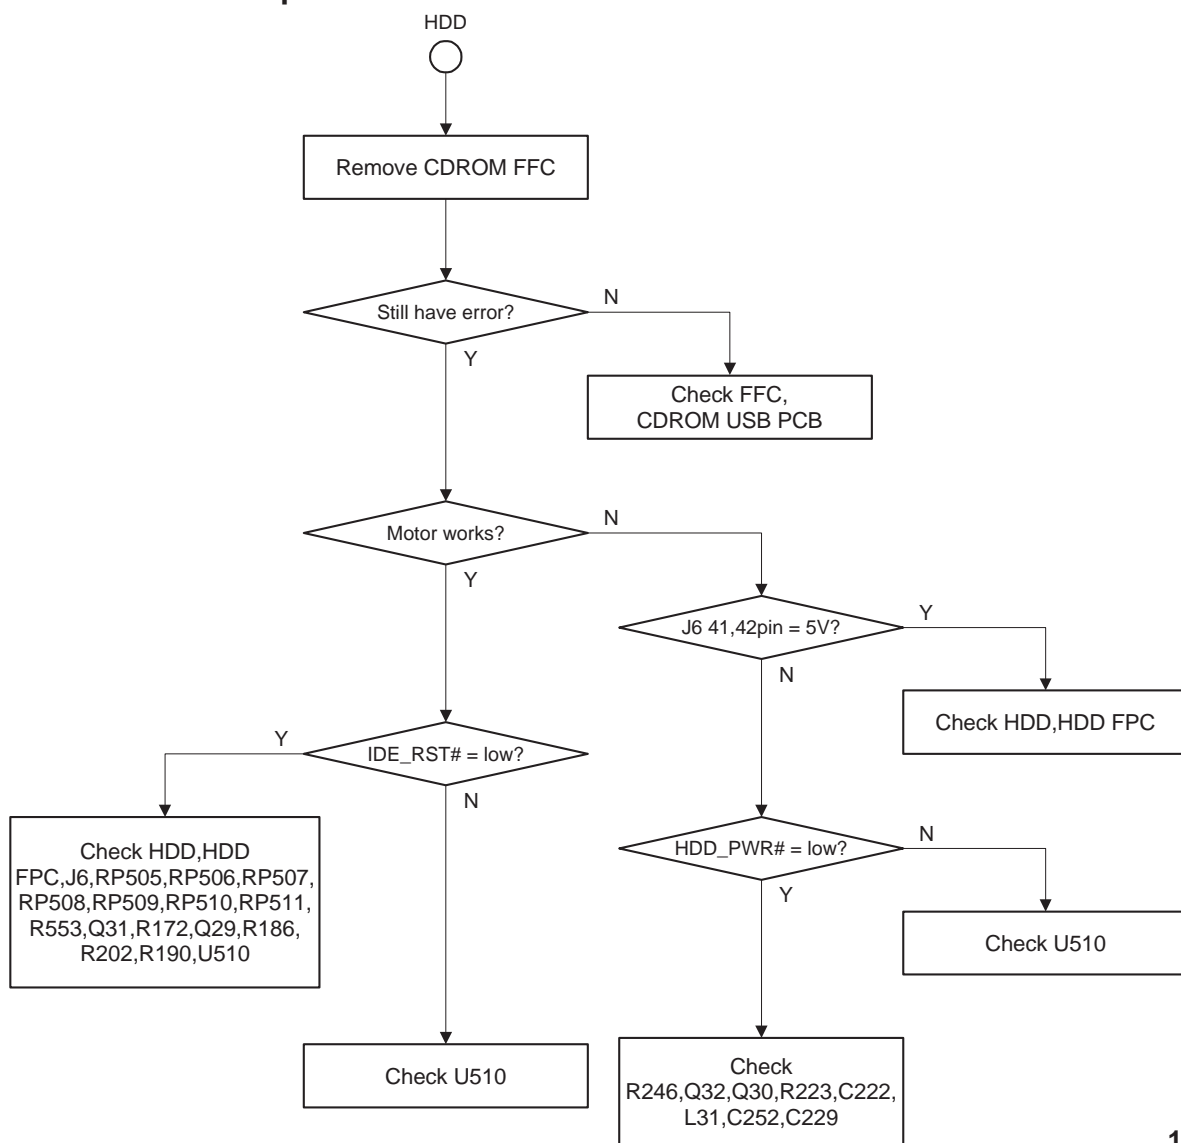 HDD
Remove CDROM FFC
Still have error?
N
Y
Check FFC,
CDROM USB PCB
Motor works?
N
Y
J6 41,42pin = 5V?
Y
N
Check HDD,HDD FPC
IDE_RST# = low?
Y
N
HDD_PWR# = low?
N
Y
Check HDD,HDD
FPC,J6,RP505,RP506,RP507,
RP508,RP509,RP510,RP511,
R553,Q31,R172,Q29,R186,
R202,R190,U510
Check U510
Check U510
Check
R246,Q32,Q30,R223,C222,
L31,C252,C229
1